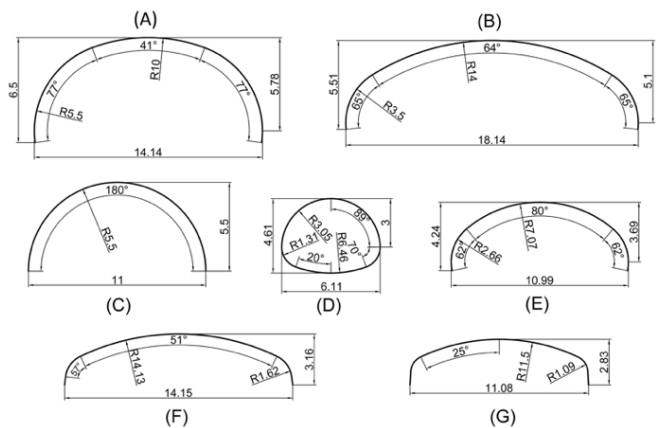 (A)
41°
77°
77°
R10
R5.5
6.5
5.78
14.14
(B)
64°
65°
65°
R14
R3.5
5.51
5.1
18.14
180°
R5.5
5.5
11
(C)
89°
R3.05
3
4.61
R1.31
R6.46
70°
20°
6.11
(D)
80°
4.24
R7.07
3.69
62°
R2.66
62°
10.99
(E)
51°
57°
R14.13
R1.62
3.16
14.15
(F)
25°
R11.5
R1.09
2.83
11.08
(G)